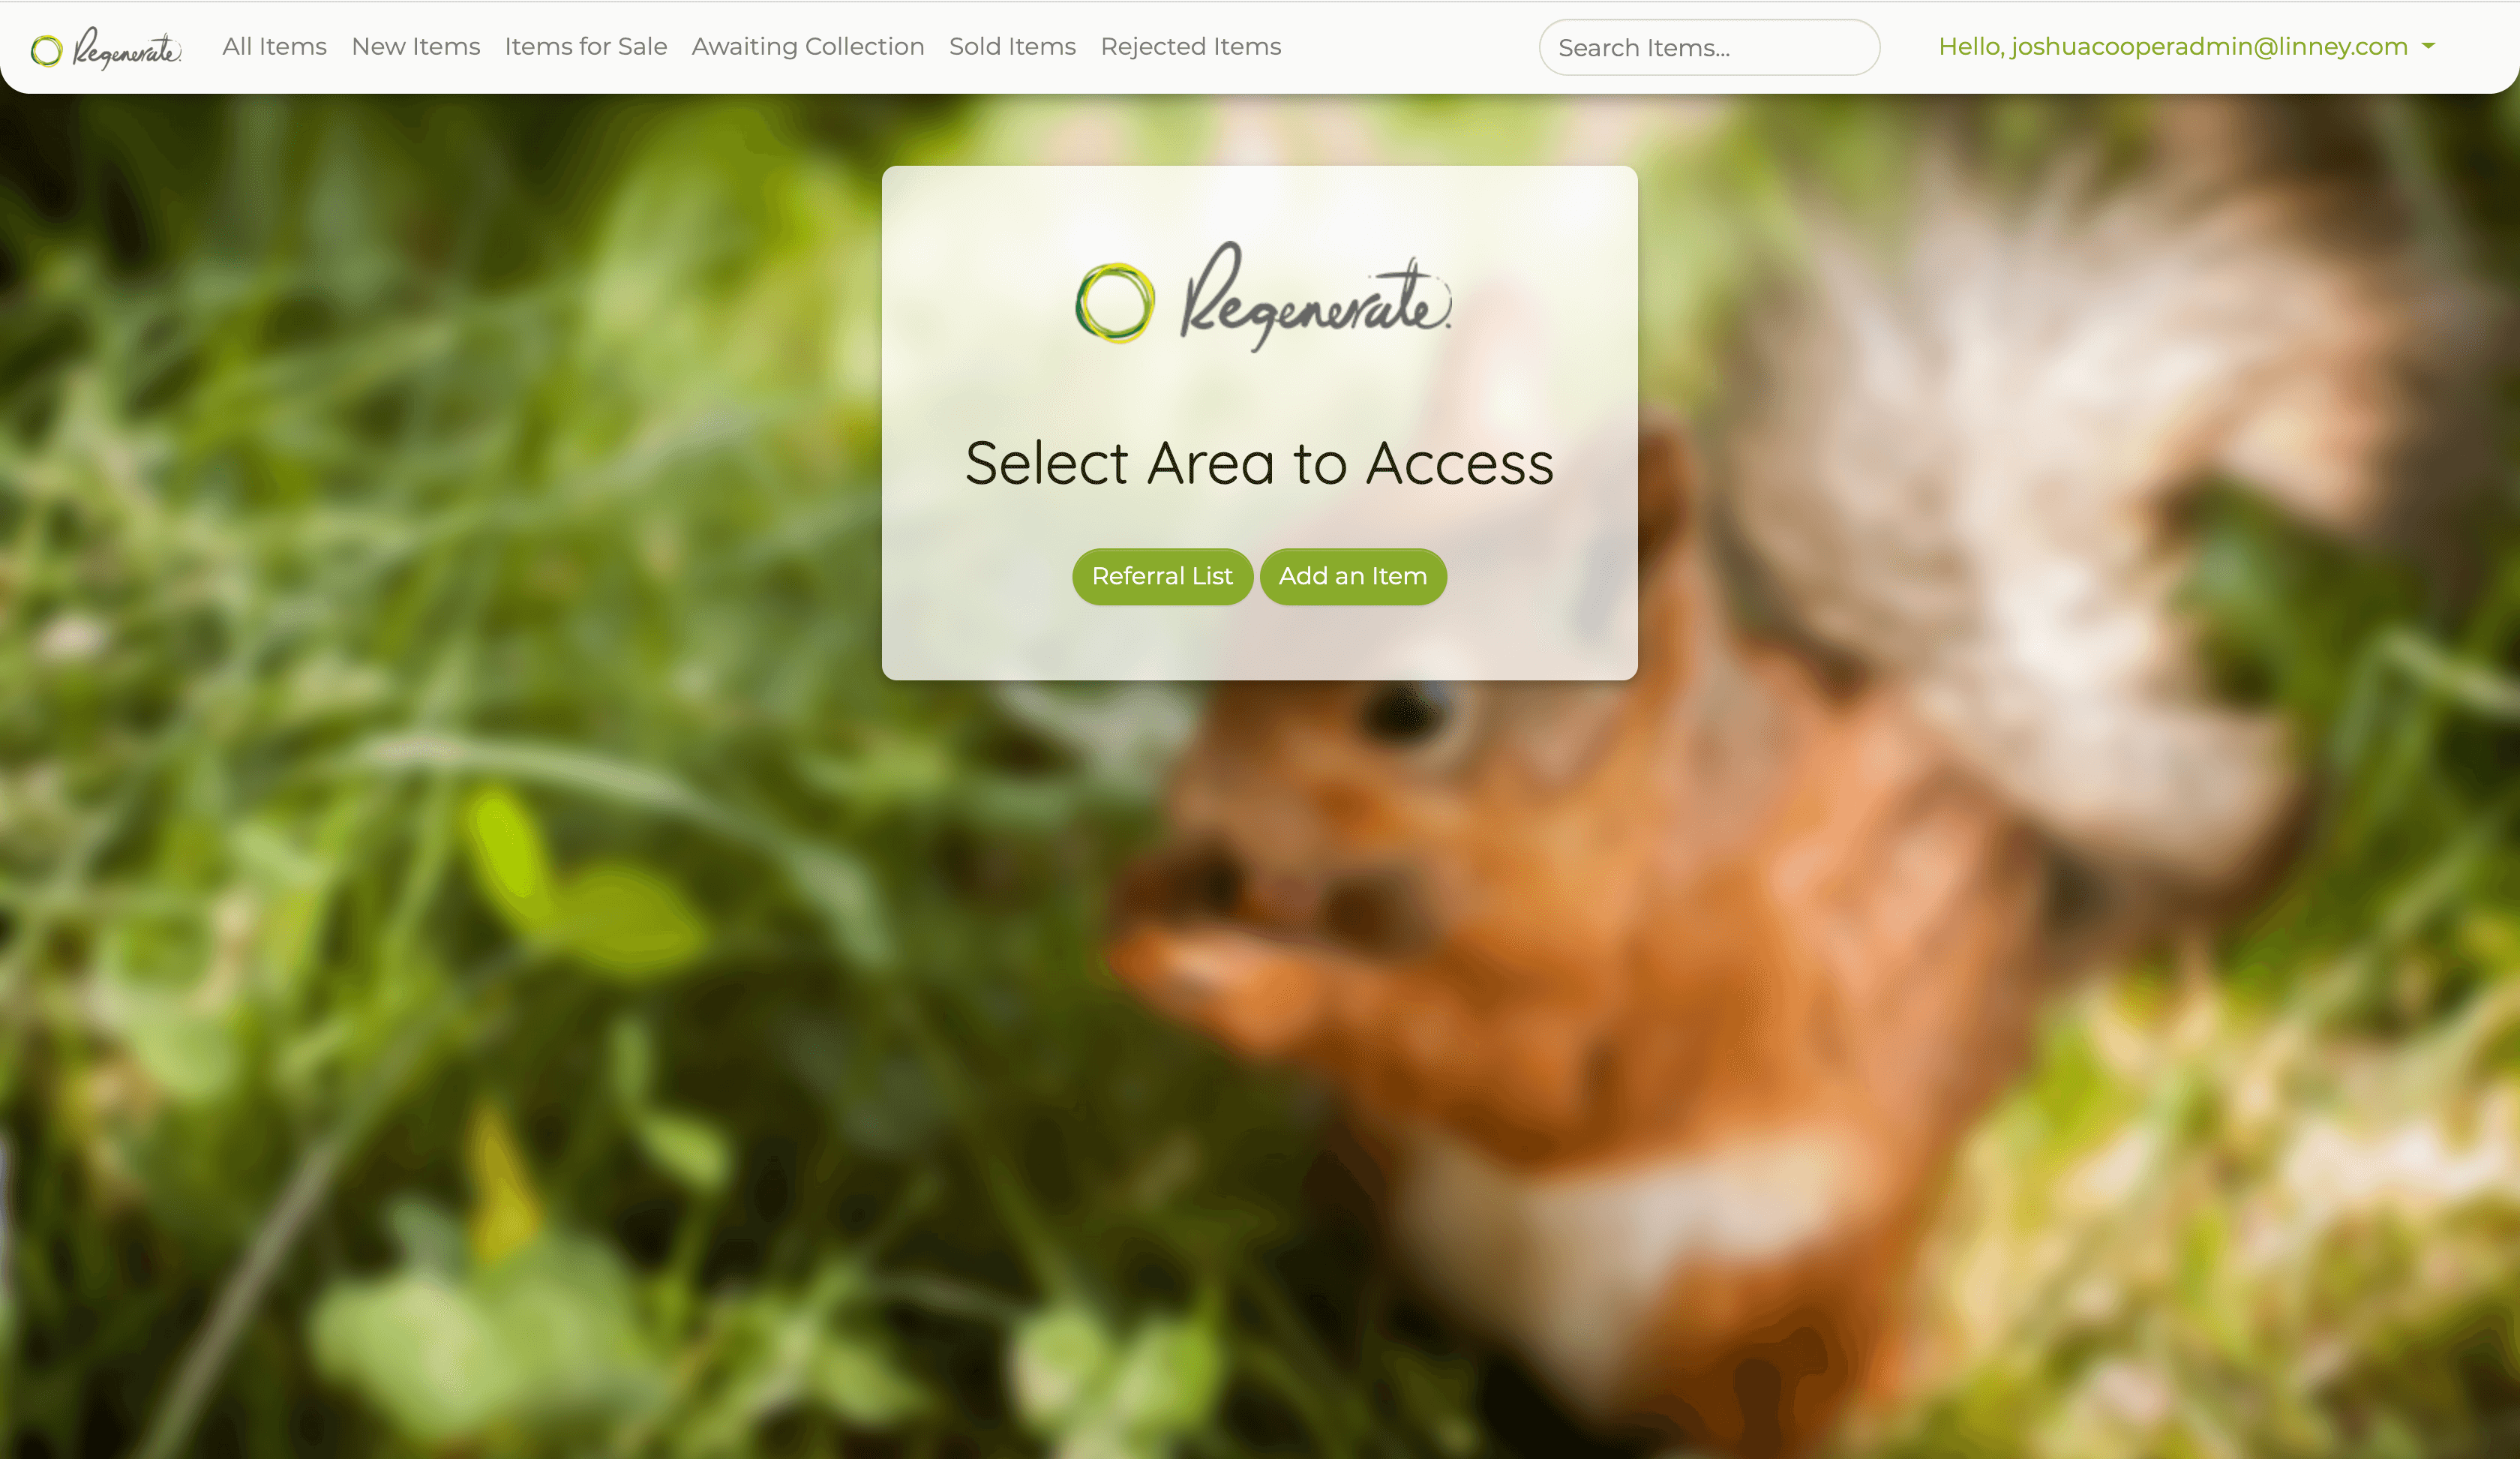 Regenerate.
All Items
New Items
Items for Sale
Awaiting Collection
Sold Items
Rejected Items
Search Items...
Hello, joshuacooperadmin@linney.com
Regenerate.
Select Area to Access
Referral List
Add an Item